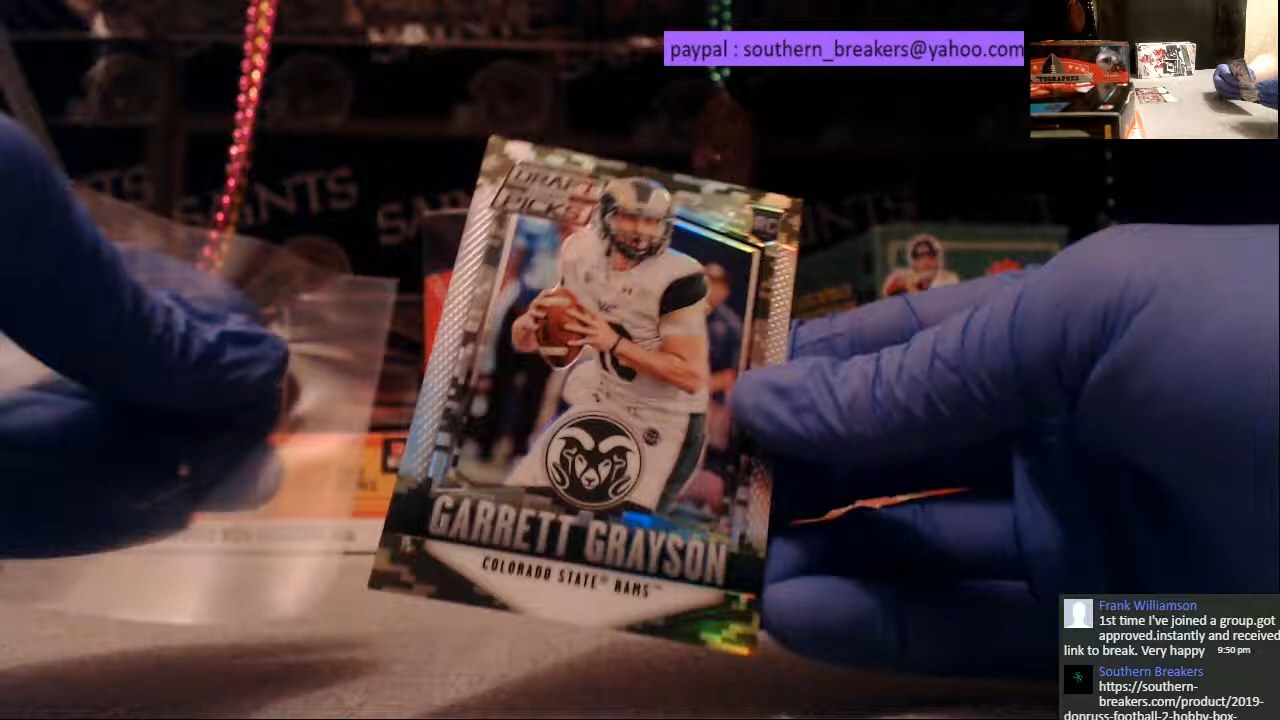 paypal : southern_breakers@yahoo.com
SAINTS
DRAFT
PICKS
GARRETT GRAYSON
COLORADO STATE® RAMS™
Frank Williamson
1st time I've joined a group.got
approved.instantly and received
link to break. Very happy 9:50 pm
Southern Breakers
https://southern-
breakers.com/product/2019-
donruss-football-2-hobby-box-